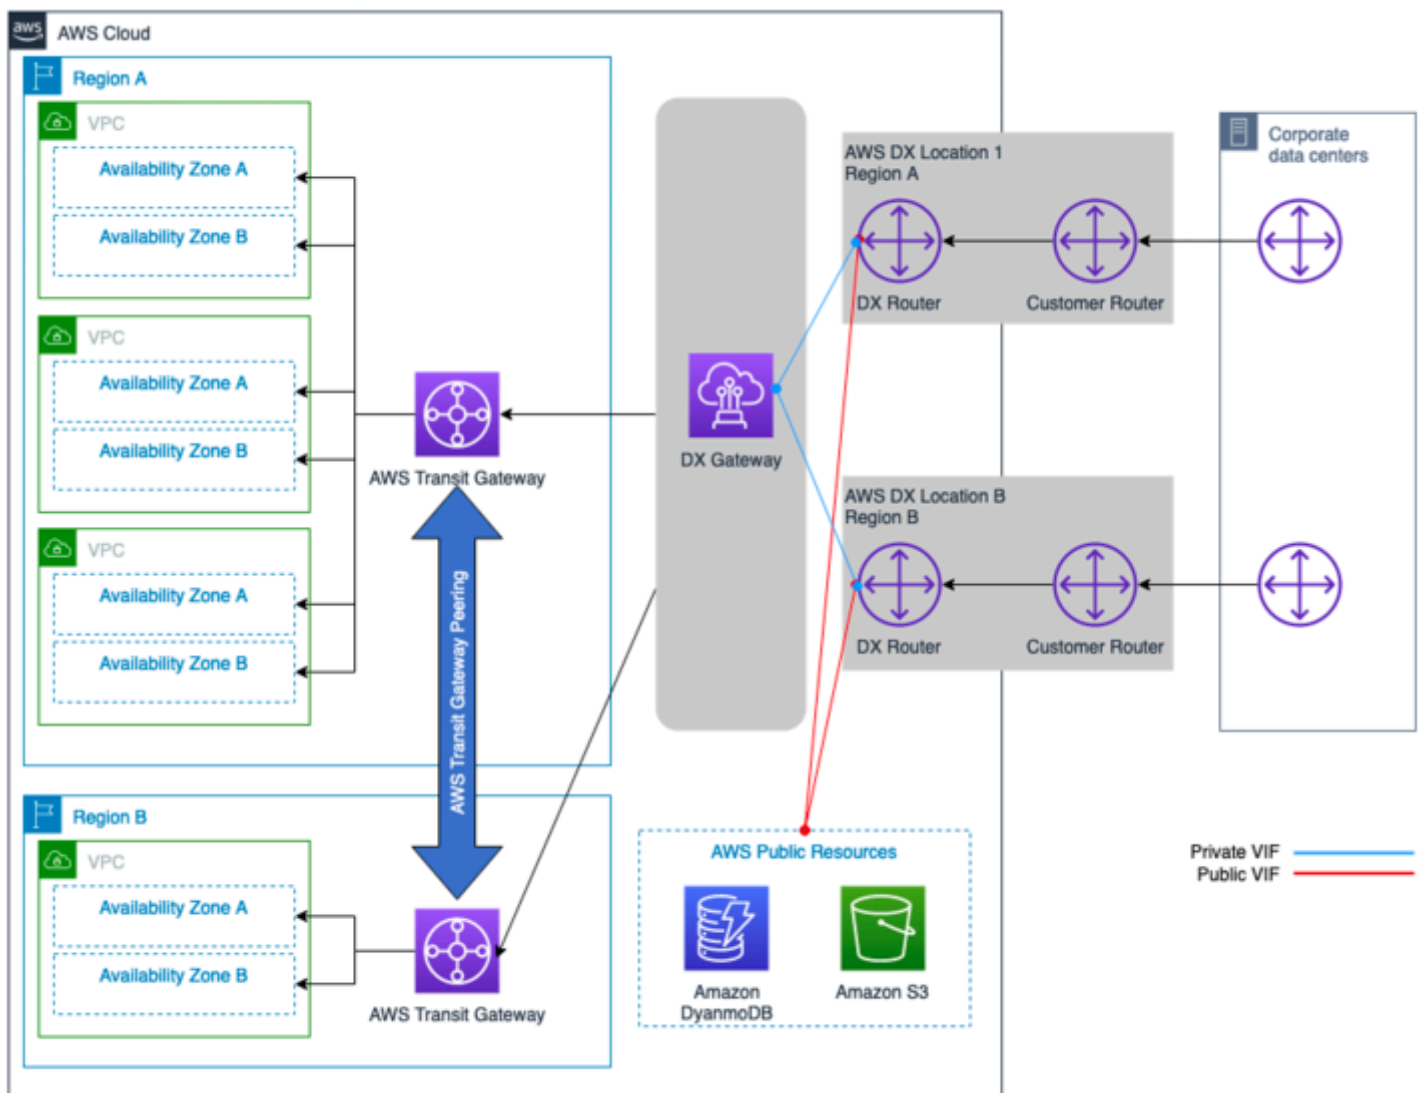 aws
AWS Cloud
Region A
VPC
Availability Zone A
Availability Zone B
VPC
Availability Zone A
Availability Zone B
VPC
Availability Zone A
Availability Zone B
AWS Transit Gateway
AWS Transit Gateway Peering
Region B
VPC
Availability Zone A
Availability Zone B
AWS Transit Gateway
DX Gateway
AWS DX Location 1
Region A
DX Router
Customer Router
AWS DX Location B
Region B
DX Router
Customer Router
Corporate
data centers
AWS Public Resources
Amazon
DyanmoDB
Amazon S3
Private VIF
Public VIF